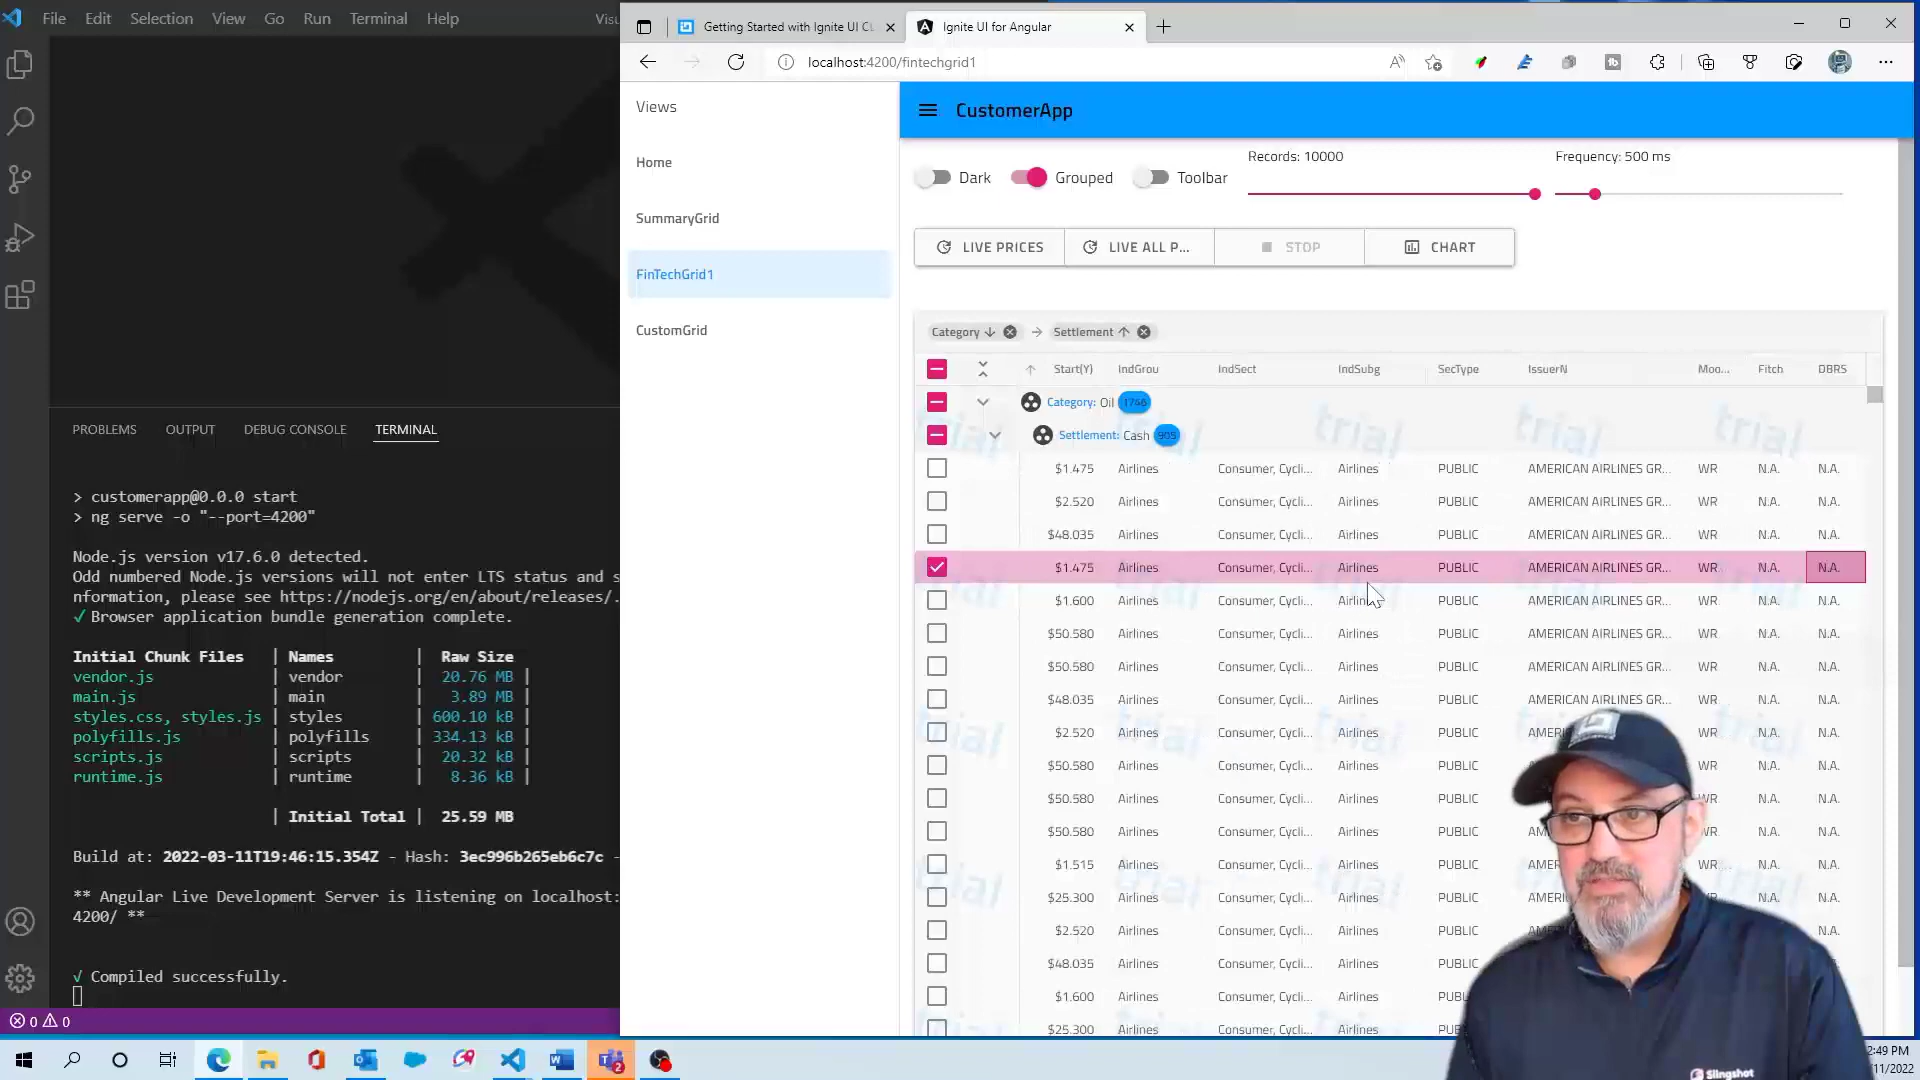 File Edit Selection View Go Run Terminal Help
Getting Started with Ignite UI CL
Ignite UI for Angular
localhost:4200/fintechgrid1
Views
Home
SummaryGrid
FinTechGrid1
CustomGrid
CustomerApp
Dark
Grouped
Toolbar
Records: 10000
Frequency: 500 ms
LIVE PRICES
LIVE ALL P...
STOP
CHART
Category
Settlement
Start(Y) IndGrou IndSect IndSubg SecType IssuerN Moo... Fitch DBRS
Category: Oil 1746
Settlement: Cash 905
$1.475 Airlines Consumer, Cycli... Airlines PUBLIC AMERICAN AIRLINES GR... WR N.A. N.A.
$2.520 Airlines Consumer, Cycli... Airlines PUBLIC AMERICAN AIRLINES GR... WR N.A. N.A.
$48.035 Airlines Consumer, Cycli... Airlines PUBLIC AMERICAN AIRLINES GR... WR N.A. N.A.
$1.475 Airlines Consumer, Cycli... Airlines PUBLIC AMERICAN AIRLINES GR... WR N.A. N.A.
$1.600 Airlines Consumer, Cycli... PUBLIC AMERICAN AIRLINES GR... WR N.A. N.A.
$50.580 Airlines Consumer, Cycli... Airlines PUBLIC AMERICAN AIRLINES GR... WR N.A. N.A.
$50.580 Airlines Consumer, Cycli... Airlines PUBLIC AMERICAN AIRLINES GR... WR N.A. N.A.
$48.035 Airlines Consumer, Cycli... Airlines PUBLIC AMERICAN AIRLINES GR... WR N.A. N.A.
$2.520 Airlines Consumer, Cycli... Airlines PUBLIC WR N.A. N.A.
$50.580 Airlines Consumer, Cycli... Airlines PUBLIC WR N.A. N.A.
$50.580 Airlines Consumer, Cycli... Airlines PUBLIC WR N.A. N.A.
$50.580 Airlines Consumer, Cycli... Airlines PUBLIC WR N.A. N.A.
$1.515 Airlines Consumer, Cycli... Airlines PUBLIC WR... N.A. N.A.
$25.300 Airlines Consumer, Cycli... Airlines PUBLIC N.A. N.A.
$2.520 Airlines Consumer, Cycli... Airlines PUBLIC N.A. N.A.
$48.035 Airlines Consumer, Cycli... Airlines N.A. N.A.
$1.600 Airlines Consumer, Cycli... Airlines N.A.
$25.300 Airlines Consumer, Cycli... Airlines N.A.
trial
PROBLEMS OUTPUT DEBUG CONSOLE TERMINAL
> customerapp@0.0.0 start
> ng serve -o "--port=4200"
Node.js version v17.6.0 detected.
Odd numbered Node.js versions will not enter LTS status and s
nformation, please see https://nodejs.org/en/about/releases/.
√ Browser application bundle generation complete.
Initial Chunk Files | Names | Raw Size
vendor.js | vendor | 20.76 MB |
main.js | main | 3.89 MB |
styles.css, styles.js | styles | 600.10 kB |
polyfills.js | polyfills | 334.13 kB |
scripts.js | scripts | 20.32 kB |
runtime.js | runtime | 8.36 kB |
| Initial Total | 25.59 MB
Build at: 2022-03-11T19:46:15.354Z - Hash: 3ec996b265eb6c7c -
** Angular Live Development Server is listening on localhost:
4200/ **
√ Compiled successfully.
0 0
Slingshot
2:49 PM
/11/2022